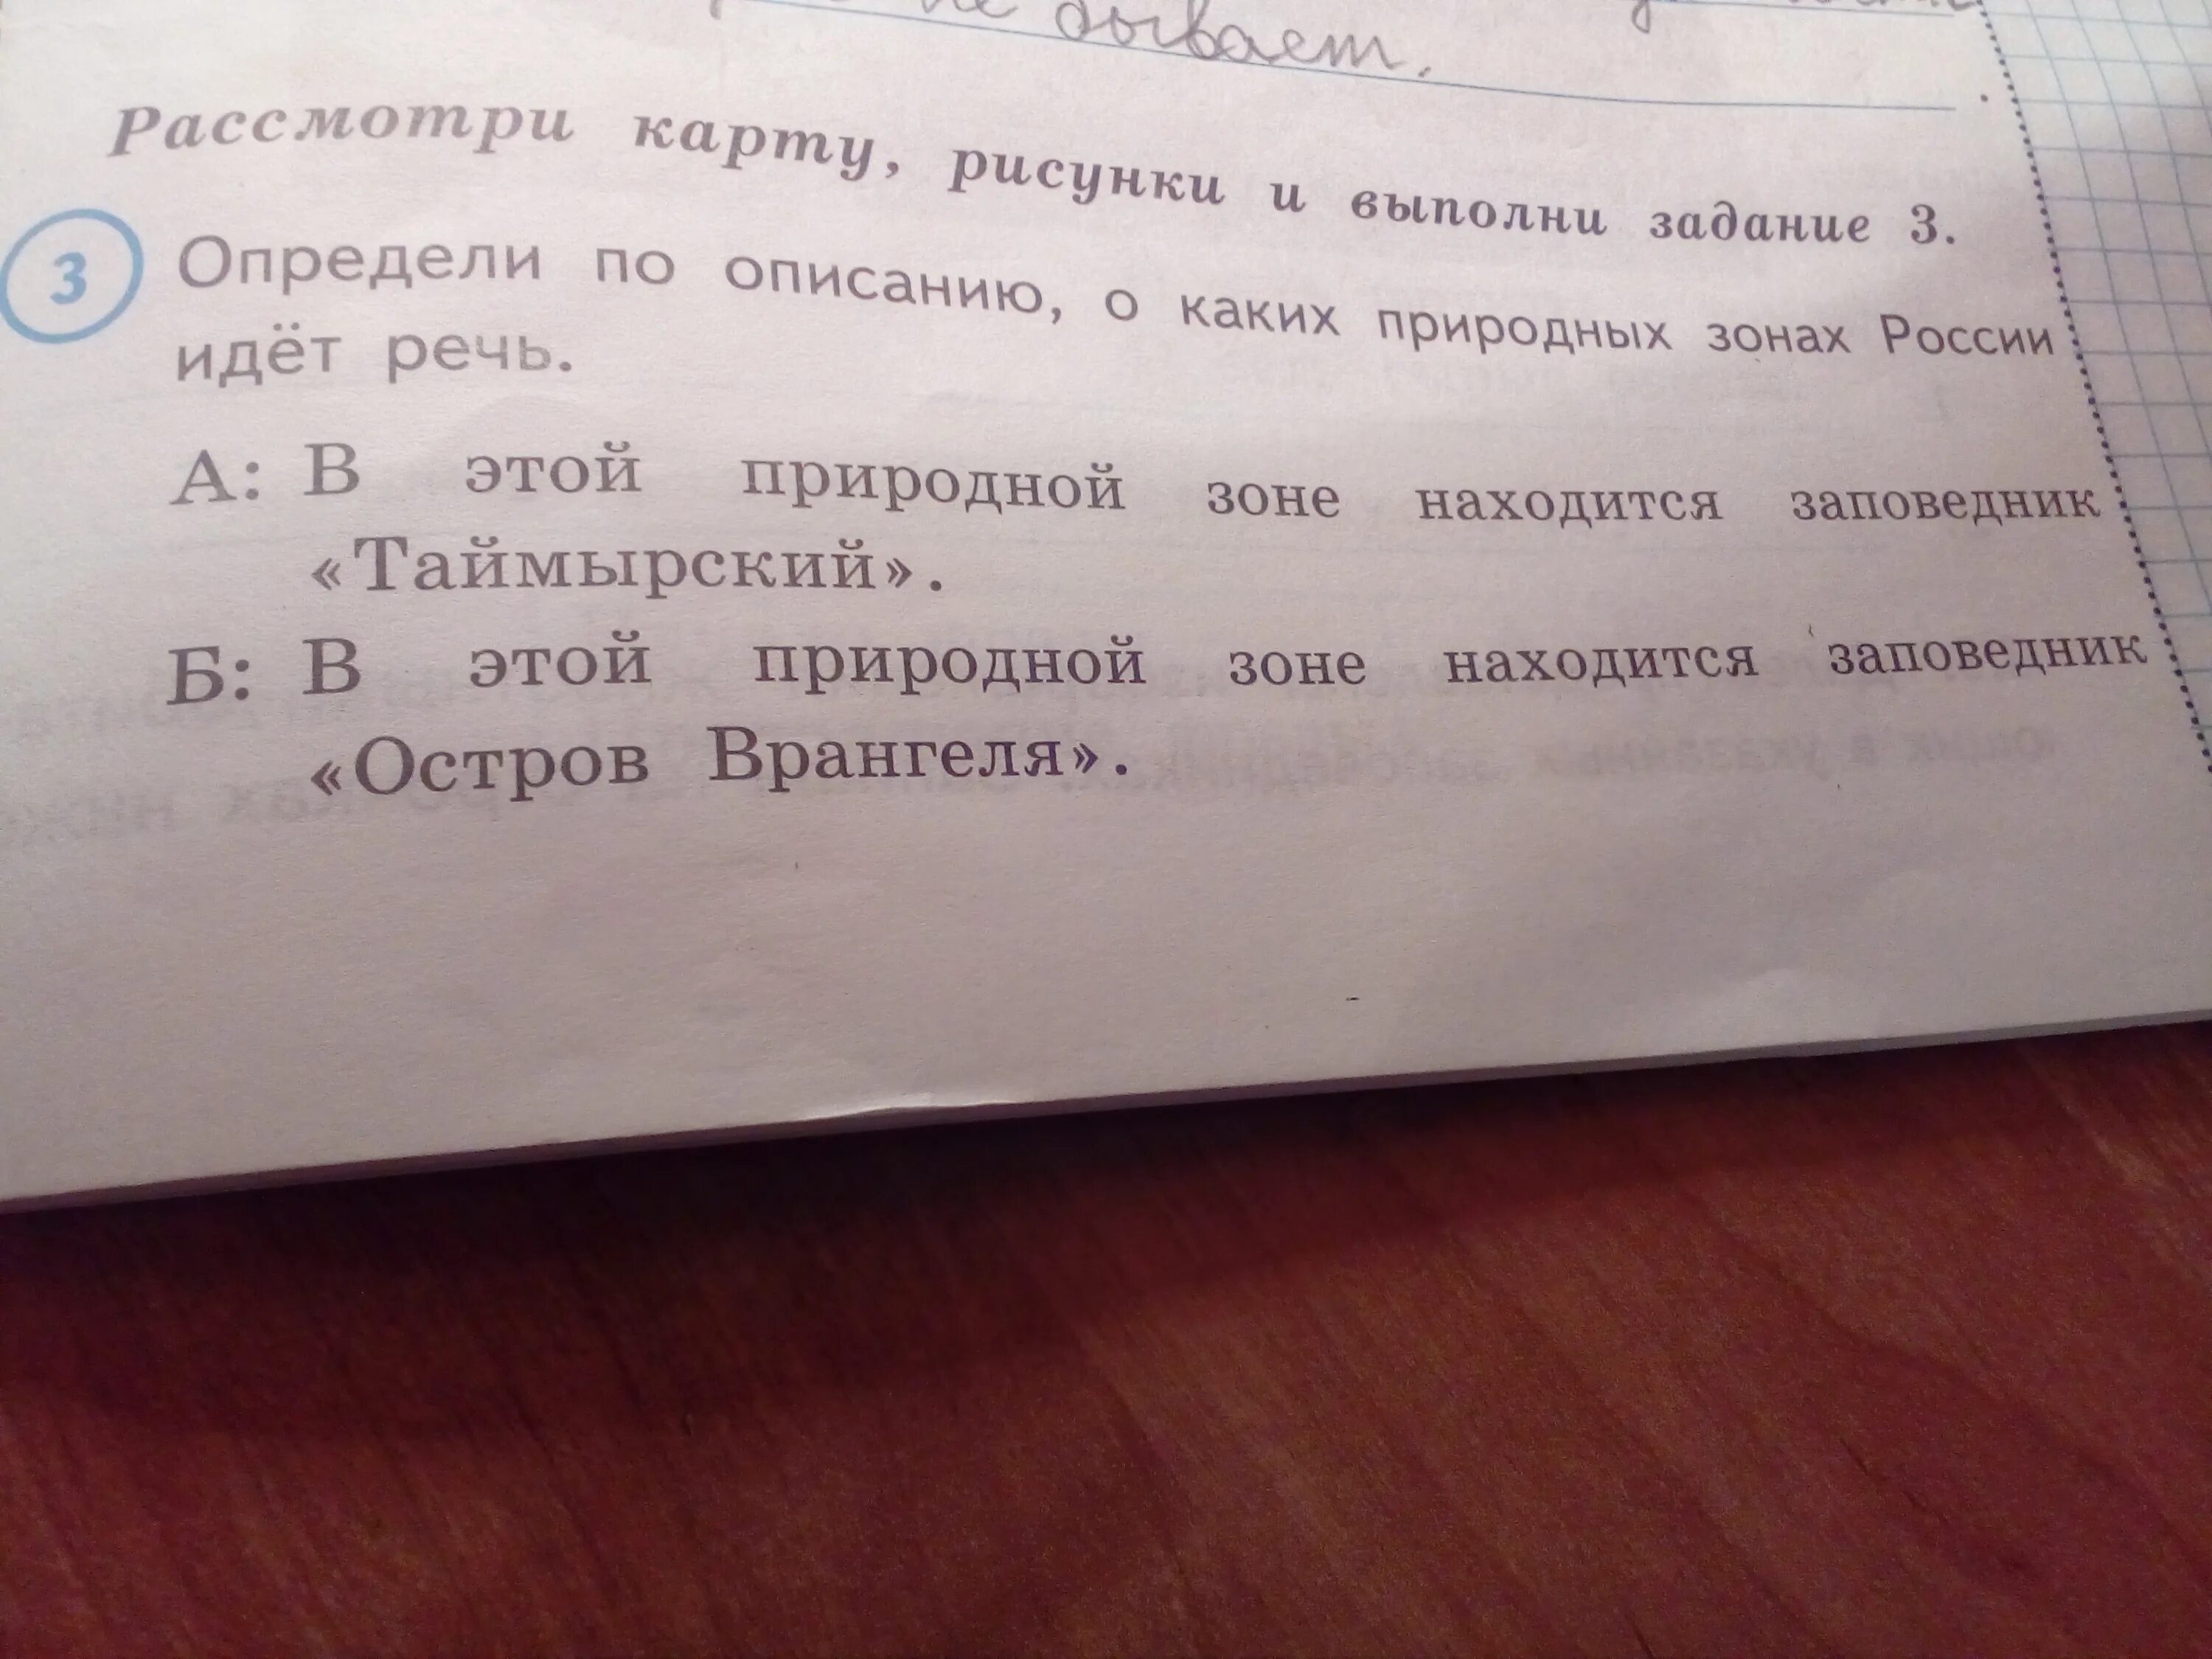 не бывает.
Рассмотри карту, рисунки и выполни задание 3.
3 Определи по описанию, о каких природных зонах России
идёт речь.
А: В этой природной зоне находится заповедник
«Таймырский».
Б: В этой природной зоне находится заповедник
«Остров Врангеля».